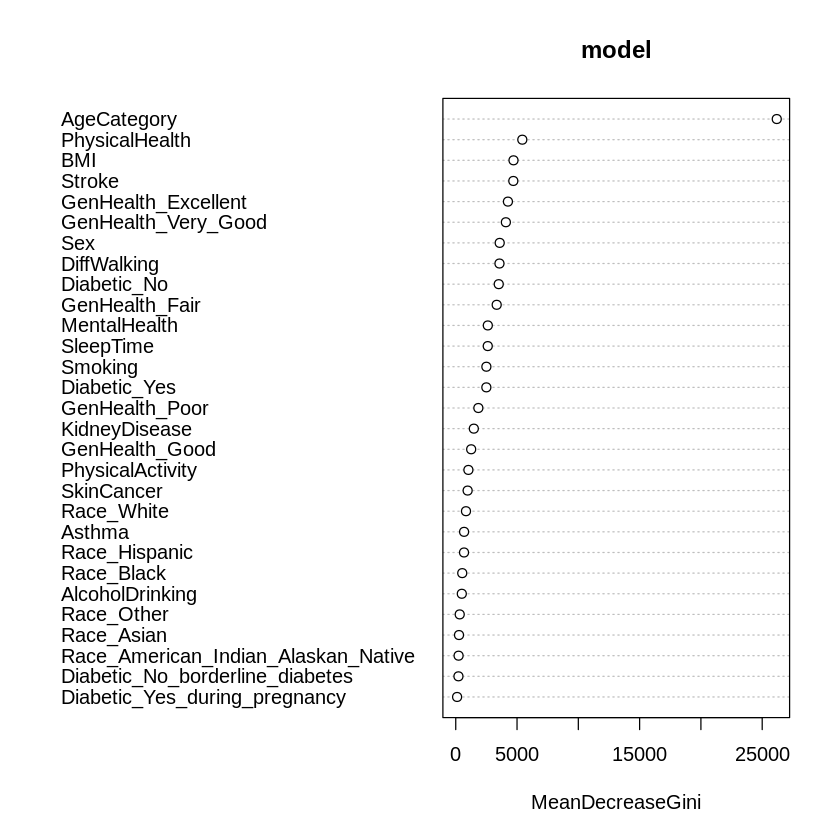 model
AgeCategory
PhysicalHealth
BMI
Stroke
GenHealth_Excellent
GenHealth_Very_Good
Sex
DiffWalking
Diabetic_No
GenHealth_Fair
MentalHealth
SleepTime
Smoking
Diabetic_Yes
GenHealth_Poor
KidneyDisease
GenHealth_Good
PhysicalActivity
SkinCancer
Race_White
Asthma
Race_Hispanic
Race_Black
AlcoholDrinking
Race_Other
Race_Asian
Race_American_Indian_Alaskan_Native
Diabetic_No_borderline_diabetes
Diabetic_Yes_during_pregnancy
0 5000 15000 25000
MeanDecreaseGini